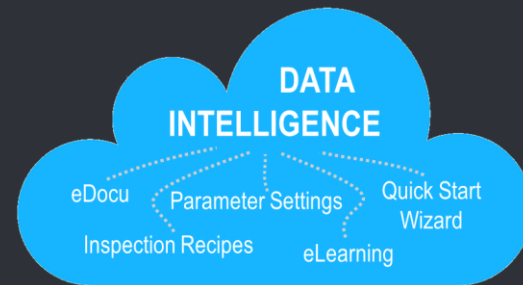 DATA
INTELLIGENCE
eDocu
Parameter Settings
Quick Start
Wizard
Inspection Recipes
eLearning